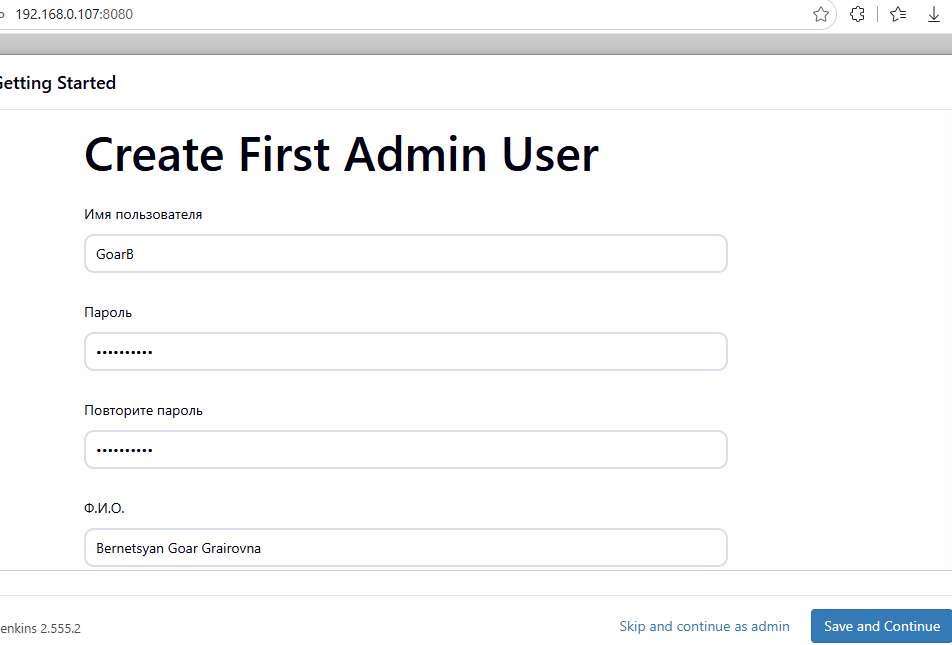 192.168.0.107:8080
Getting Started
Create First Admin User
Имя пользователя
GoarB
Пароль
••••••••••
Повторите пароль
••••••••••
Ф.И.О.
Bernetsyan Goar Grairovna
enkins 2.555.2
Skip and continue as admin
Save and Continue